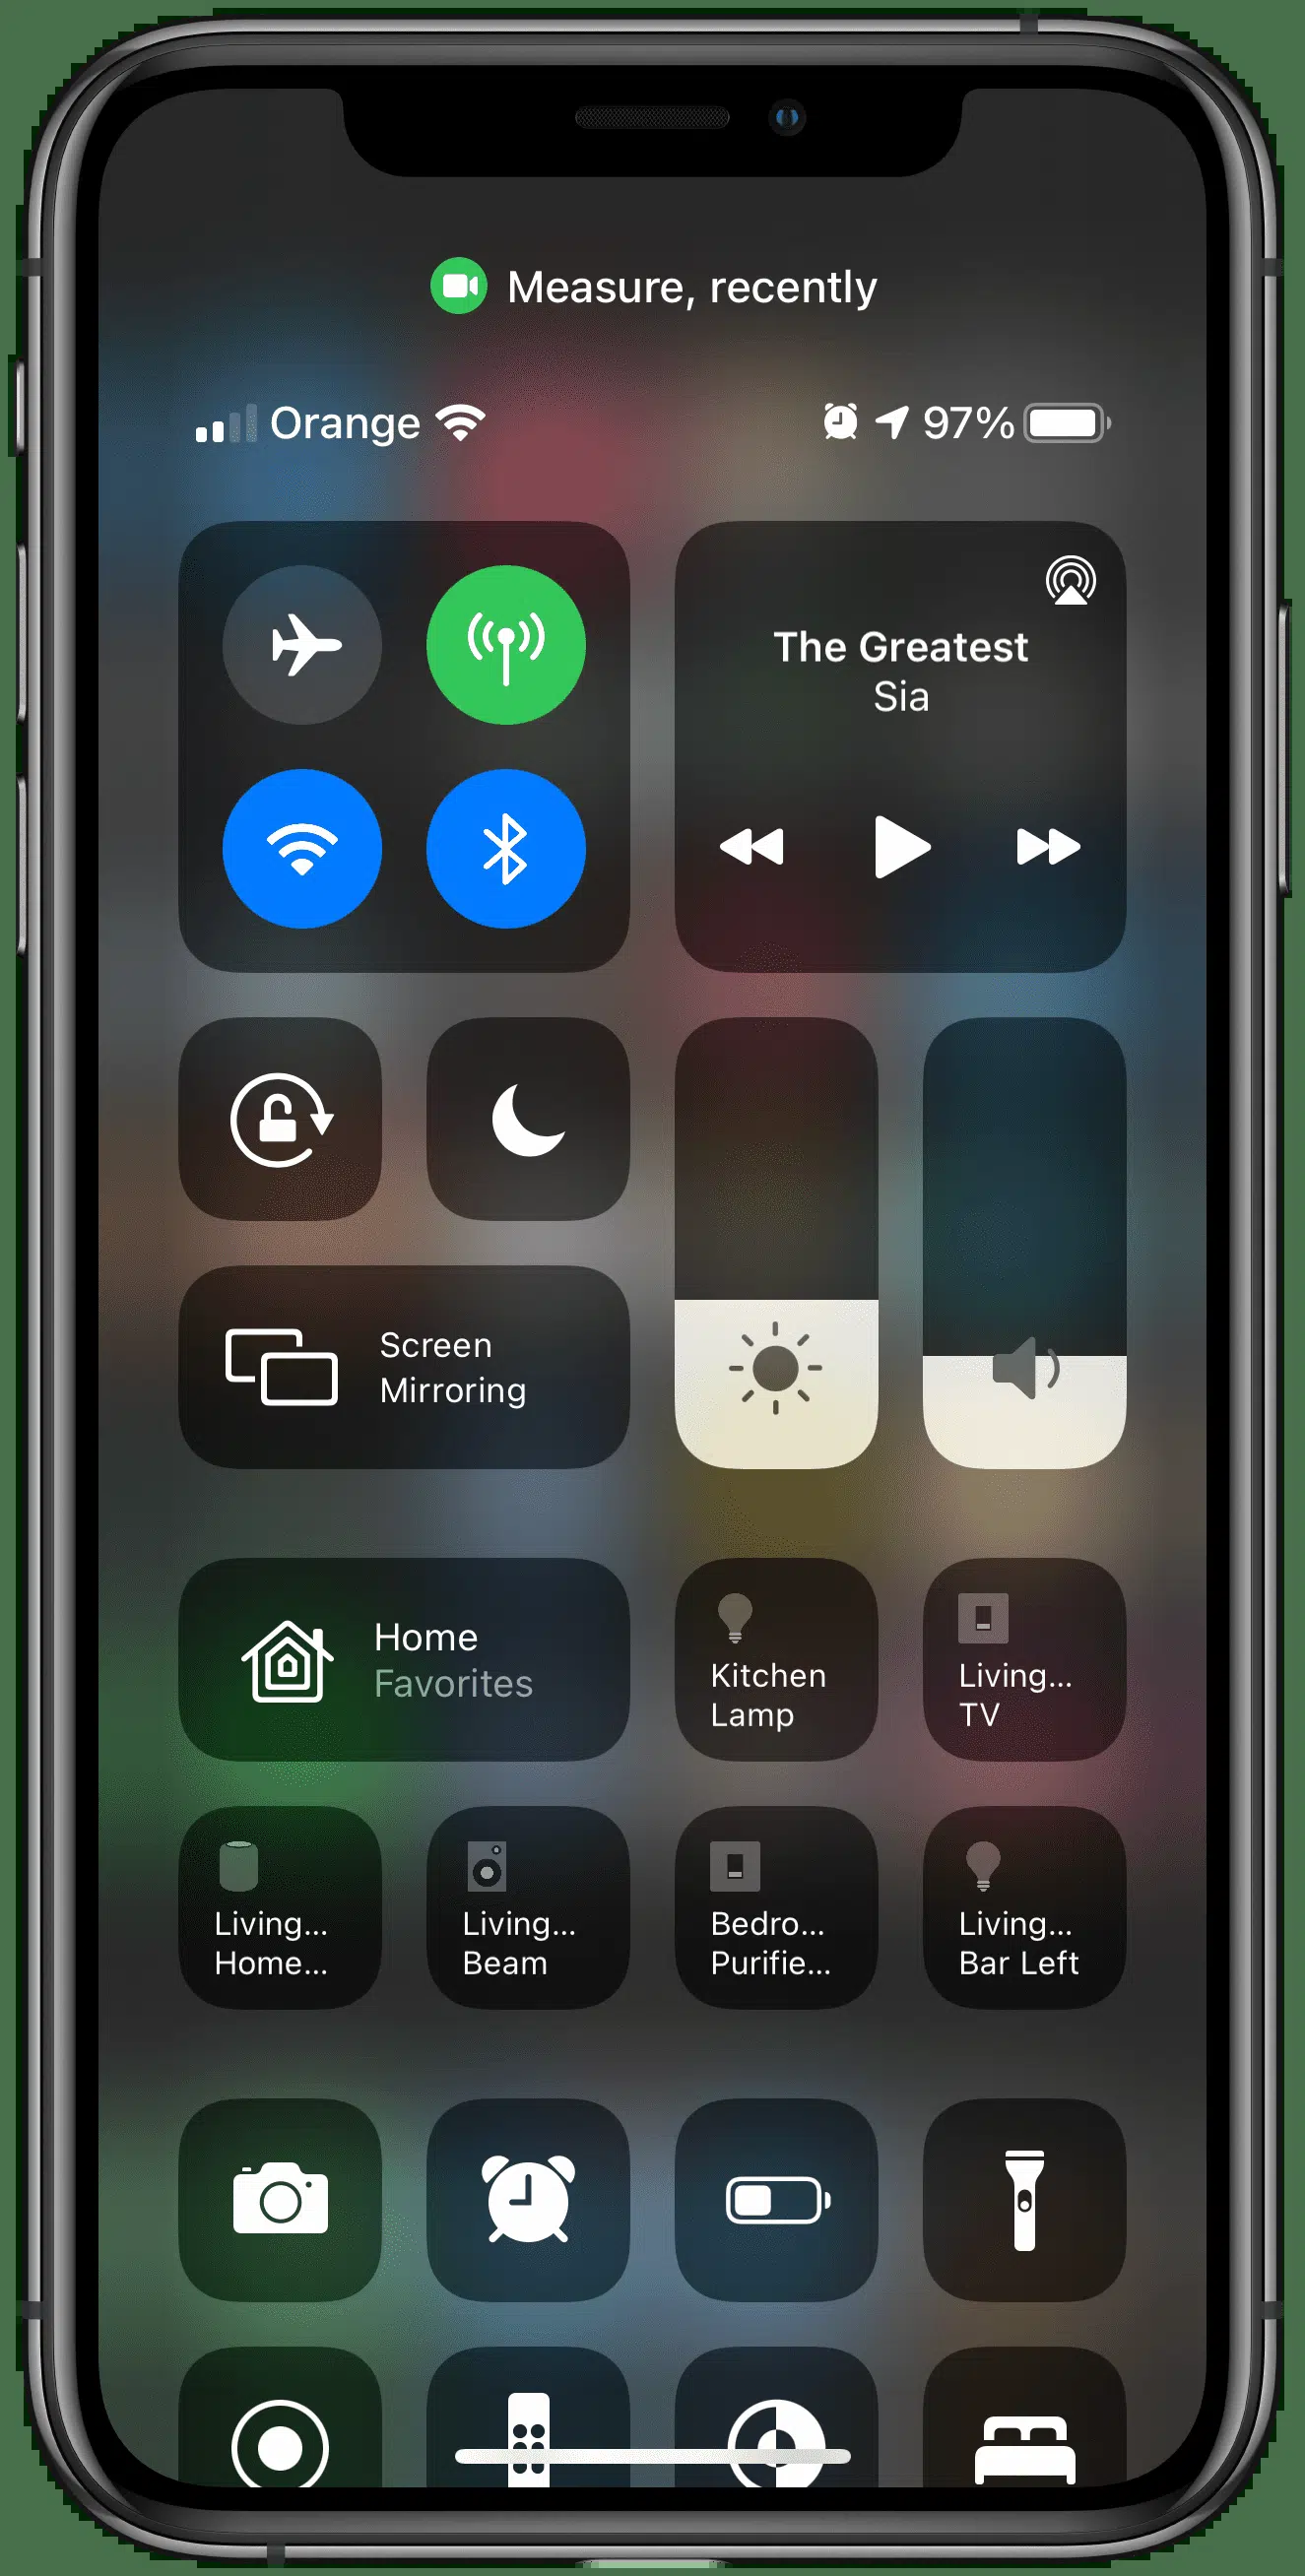 Measure, recently
Orange 97%
The Greatest
Sia
Screen
Mirroring
Home
Favorites
Kitchen
Lamp
Living...
TV
Living...
Home...
Living...
Beam
Bedro...
Purifie...
Living...
Bar Left